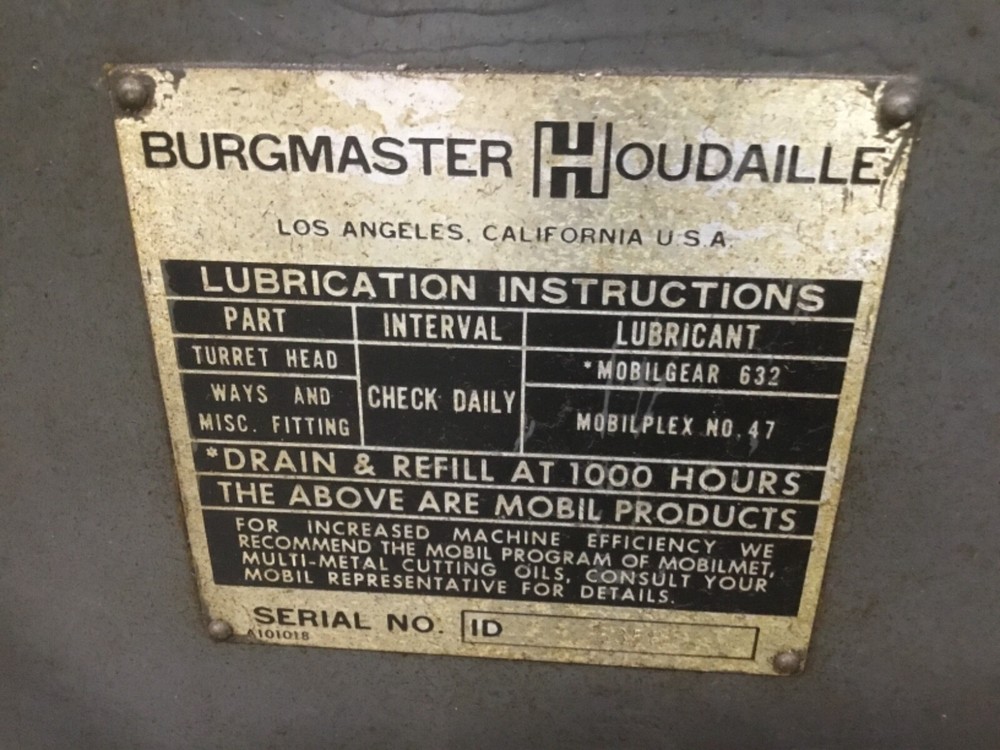 BURGMASTER HOUDAILLE
LOS ANGELES, CALIFORNIA U.S.A.
LUBRICATION INSTRUCTIONS
PART INTERVAL LUBRICANT
TURRET HEAD *MOBILGEAR 632
WAYS AND MISC. FITTING CHECK DAILY MOBILPLEX NO. 47
*DRAIN & REFILL AT 1000 HOURS
THE ABOVE ARE MOBIL PRODUCTS
FOR INCREASED MACHINE EFFICIENCY WE
RECOMMEND THE MOBIL PROGRAM OF MOBILMET,
MULTI-METAL CUTTING OILS, CONSULT YOUR
MOBIL REPRESENTATIVE FOR DETAILS.
SERIAL NO. ID
A101018